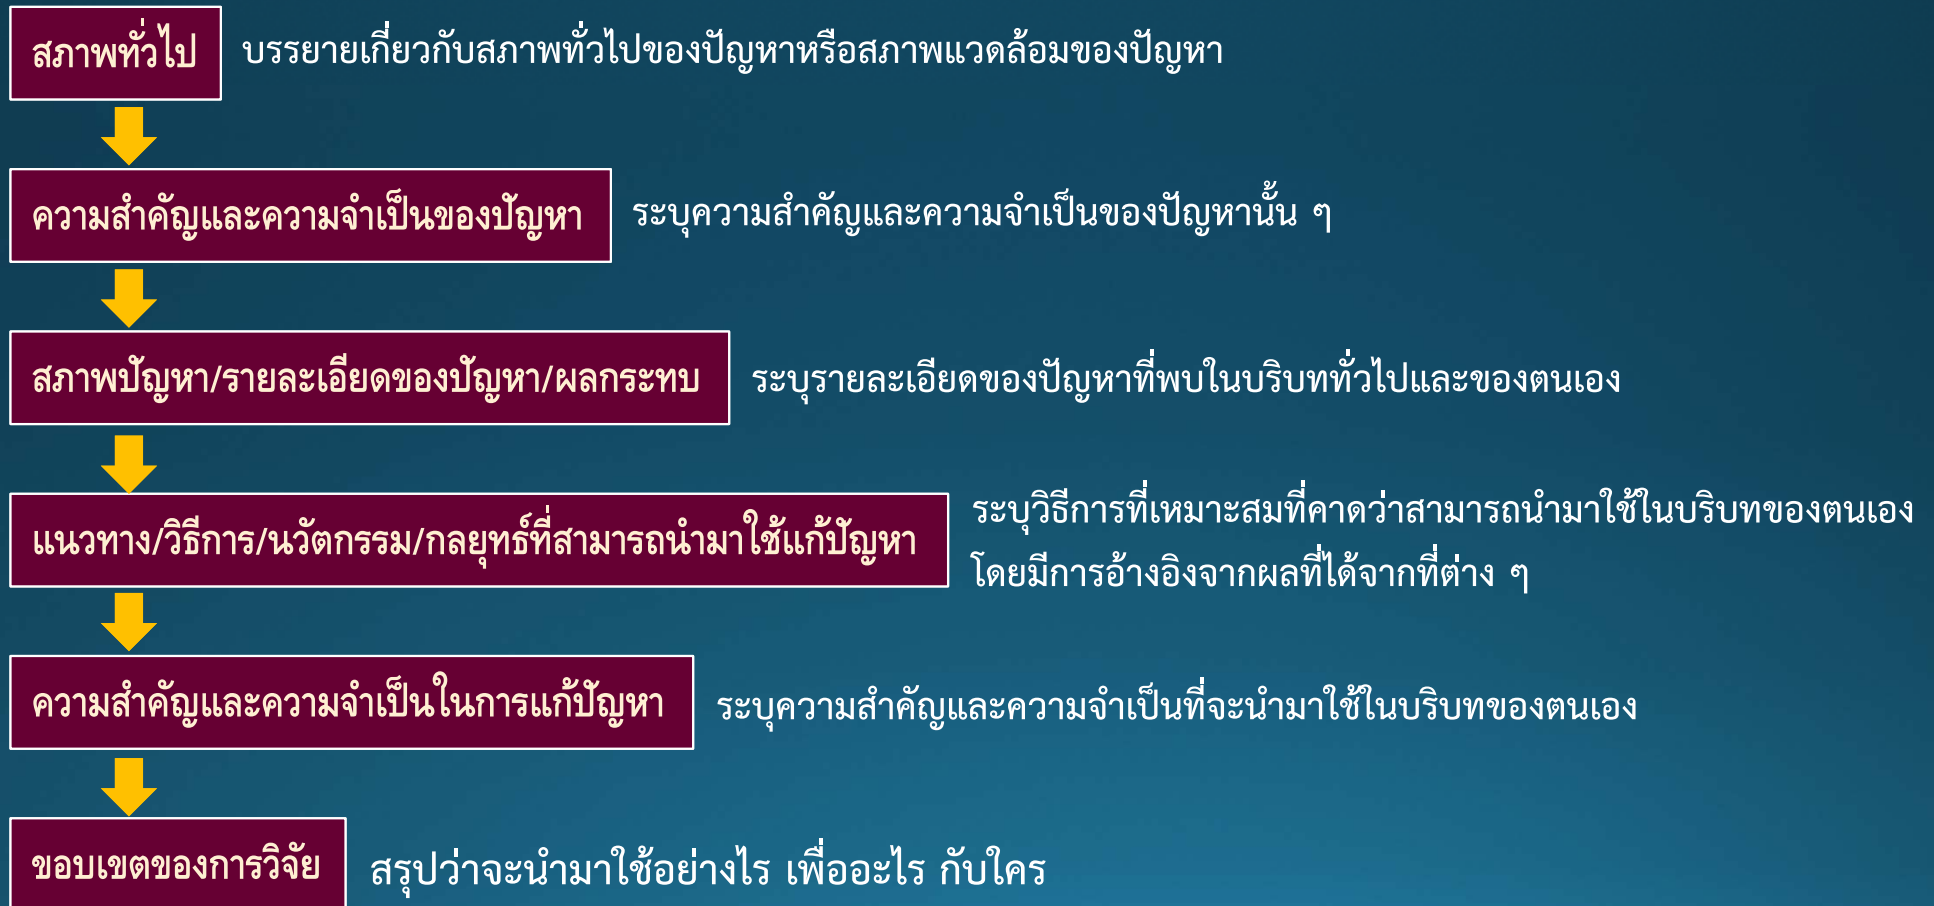 สภาพทั่วไป
บรรยายเกี่ยวกับสภาพทั่วไปของปัญหาหรือสภาพแวดล้อมของปัญหา
ความสำคัญและความจำเป็นของปัญหา
ระบุความสำคัญและความจำเป็นของปัญหานั้น ๆ
สภาพปัญหา/รายละเอียดของปัญหา/ผลกระทบ
ระบุรายละเอียดของปัญหาที่พบในบริบททั่วไปและของตนเอง
แนวทาง/วิธีการ/นวัตกรรม/กลยุทธ์ที่สามารถนำมาใช้แก้ปัญหา
ระบุวิธีการที่เหมาะสมที่คาดว่าสามารถนำมาใช้ในบริบทของตนเอง
โดยมีการอ้างอิงจากผลที่ได้จากที่ต่าง ๆ
ความสำคัญและความจำเป็นในการแก้ปัญหา
ระบุความสำคัญและความจำเป็นที่จะนำมาใช้ในบริบทของตนเอง
ขอบเขตของการวิจัย
สรุปว่าจะนำมาใช้อย่างไร เพื่ออะไร กับใคร